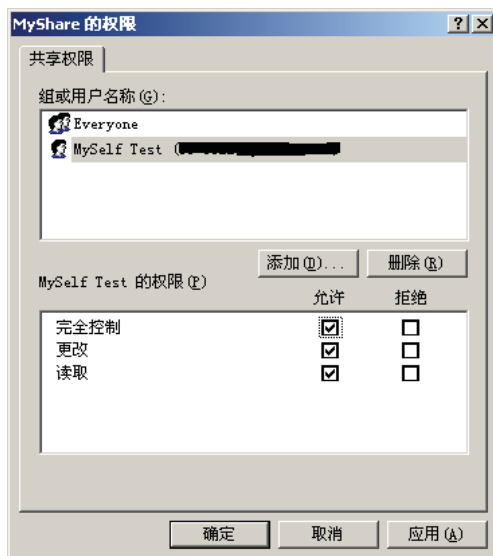 MyShare 的权限
共享权限
组或用户名称(G):
Everyone
MySelf Test (
添加(D)... 删除(R)
MySelf Test 的权限(P)
允许 拒绝
完全控制
更改
读取
确定 取消 应用(A)